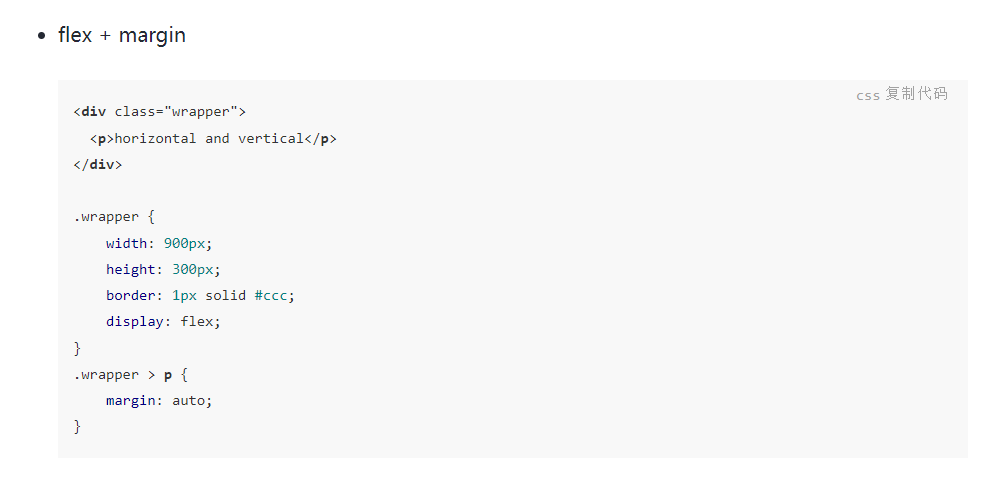 • flex + margin
css 复制代码
<div class="wrapper">
  <p>horizontal and vertical</p>
</div>
.wrapper {
    width: 900px;
    height: 300px;
    border: 1px solid #ccc;
    display: flex;
}
.wrapper > p {
    margin: auto;
}